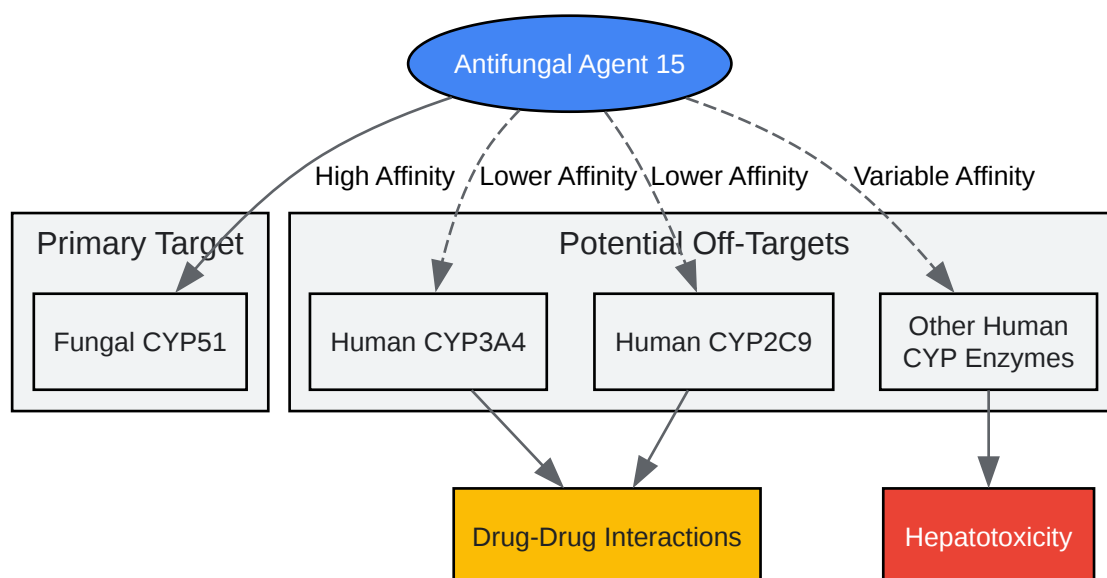 Antifungal Agent 15
High Affinity
Lower Affinity
Lower Affinity
Variable Affinity
Primary Target
Potential Off-Targets
Fungal CYP51
Human CYP3A4
Human CYP2C9
Other Human
CYP Enzymes
Drug-Drug Interactions
Hepatotoxicity